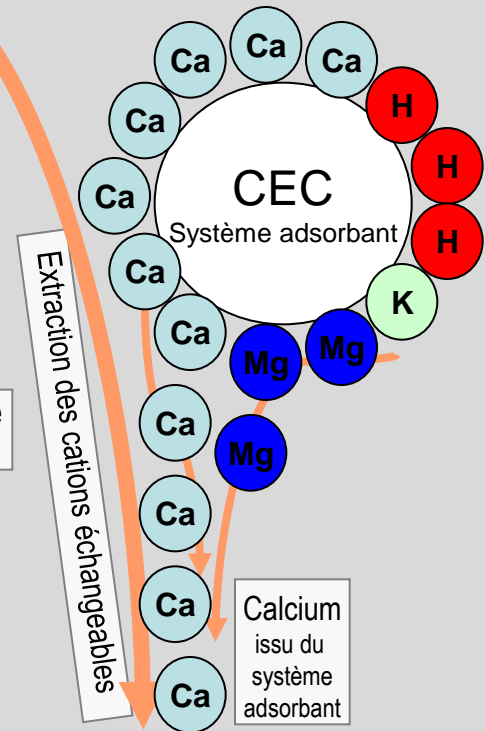 Ca
Ca
Ca
Ca
H
Ca
H
CEC
Système adsorbant
H
Ca
K
Ca
Mg
Mg
Ca
Mg
Ca
Ca
Ca
Extraction des cations échangeables
Calcium
issu du
système
adsorbant